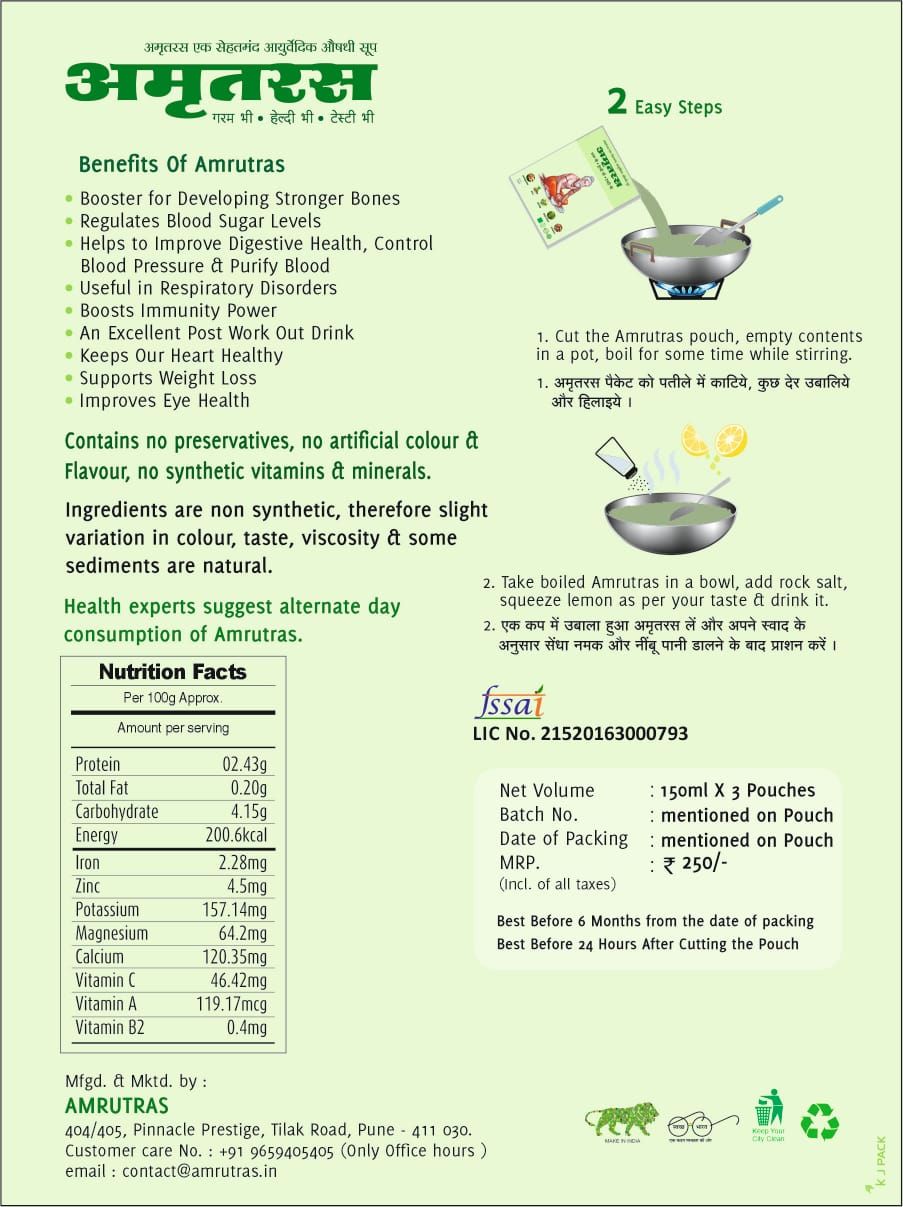 अमृतरस एक सेहतमंद आयुर्वेदिक औषधी सूप
अमृतरस
गरम भी • हेल्दी भी • टेस्टी भी
Benefits Of Amrutras
• Booster for Developing Stronger Bones
• Regulates Blood Sugar Levels
• Helps to Improve Digestive Health, Control
Blood Pressure & Purify Blood
• Useful in Respiratory Disorders
• Boosts Immunity Power
• An Excellent Post Work Out Drink
• Keeps Our Heart Healthy
• Supports Weight Loss
• Improves Eye Health
Contains no preservatives, no artificial colour &
Flavour, no synthetic vitamins & minerals.
Ingredients are non synthetic, therefore slight
variation in colour, taste, viscosity & some
sediments are natural.
Health experts suggest alternate day
consumption of Amrutras.
Nutrition Facts
Per 100g Approx.
Amount per serving
Protein 02.43g
Total Fat 0.20g
Carbohydrate 4.15g
Energy 200.6kcal
Iron 2.28mg
Zinc 4.5mg
Potassium 157.14mg
Magnesium 64.2mg
Calcium 120.35mg
Vitamin C 46.42mg
Vitamin A 119.17mcg
Vitamin B2 0.4mg
Mfgd. & Mktd. by :
AMRUTRAS
404/405, Pinnacle Prestige, Tilak Road, Pune - 411 030.
Customer care No. : +91 9659405405 (Only Office hours )
email : contact@amrutras.in
2 Easy Steps
अमृतरस
1. Cut the Amrutras pouch, empty contents
in a pot, boil for some time while stirring.
1. अमृतरस पैकेट को पतीले में काटिये, कुछ देर उबालिये
और हिलाइये ।
2. Take boiled Amrutras in a bowl, add rock salt,
squeeze lemon as per your taste & drink it.
2. एक कप में उबाला हुआ अमृतरस लें और अपने स्वाद के
अनुसार सेंधा नमक और नींबू पानी डालने के बाद प्राशन करें ।
fssai
LIC No. 21520163000793
Net Volume : 150ml X 3 Pouches
Batch No. : mentioned on Pouch
Date of Packing : mentioned on Pouch
MRP. : ₹ 250/-
(Incl. of all taxes)
Best Before 6 Months from the date of packing
Best Before 24 Hours After Cutting the Pouch
MAKE IN INDIA
स्वच्छ भारत
एक कदम स्वच्छता की ओर
Keep Your
City Clean
K J PACK